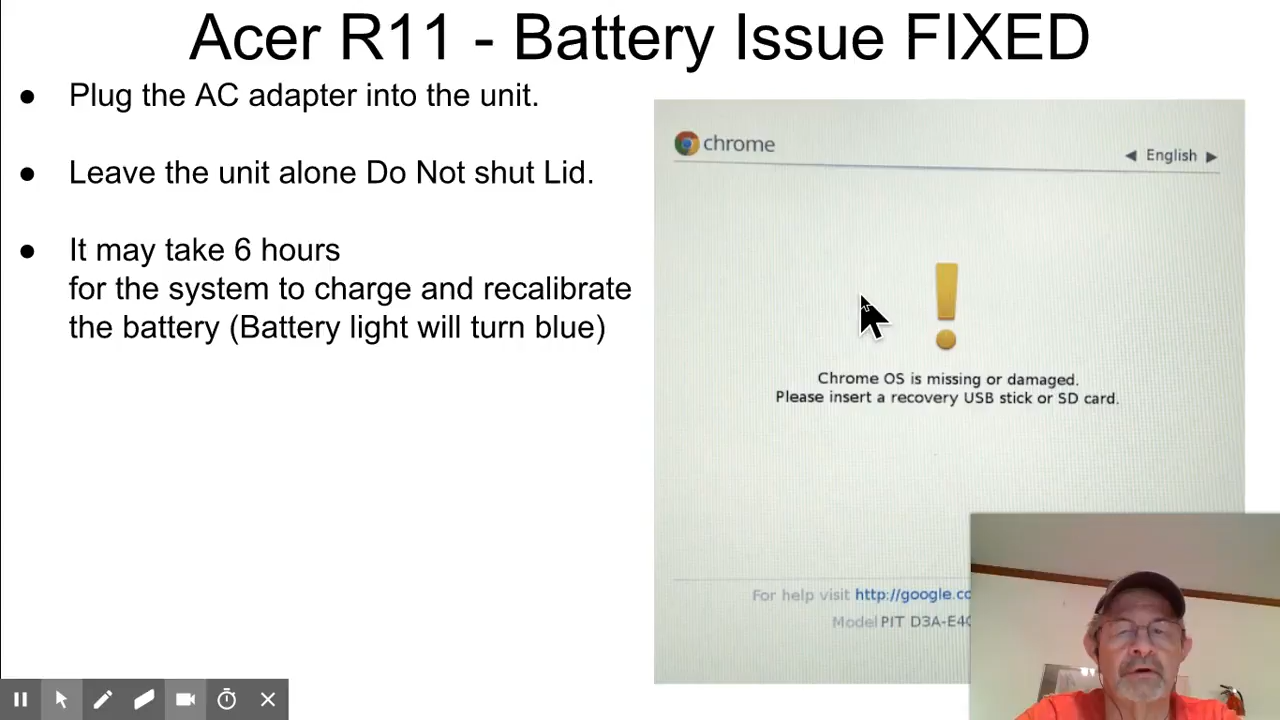 Acer R11 - Battery Issue FIXED
● Plug the AC adapter into the unit.
● Leave the unit alone Do Not shut Lid.
● It may take 6 hours
for the system to charge and recalibrate
the battery (Battery light will turn blue)
chrome
◀ English ▶
Chrome OS is missing or damaged.
Please insert a recovery USB stick or SD card.
For help visit http://google.co
Model PIT D3A-E4